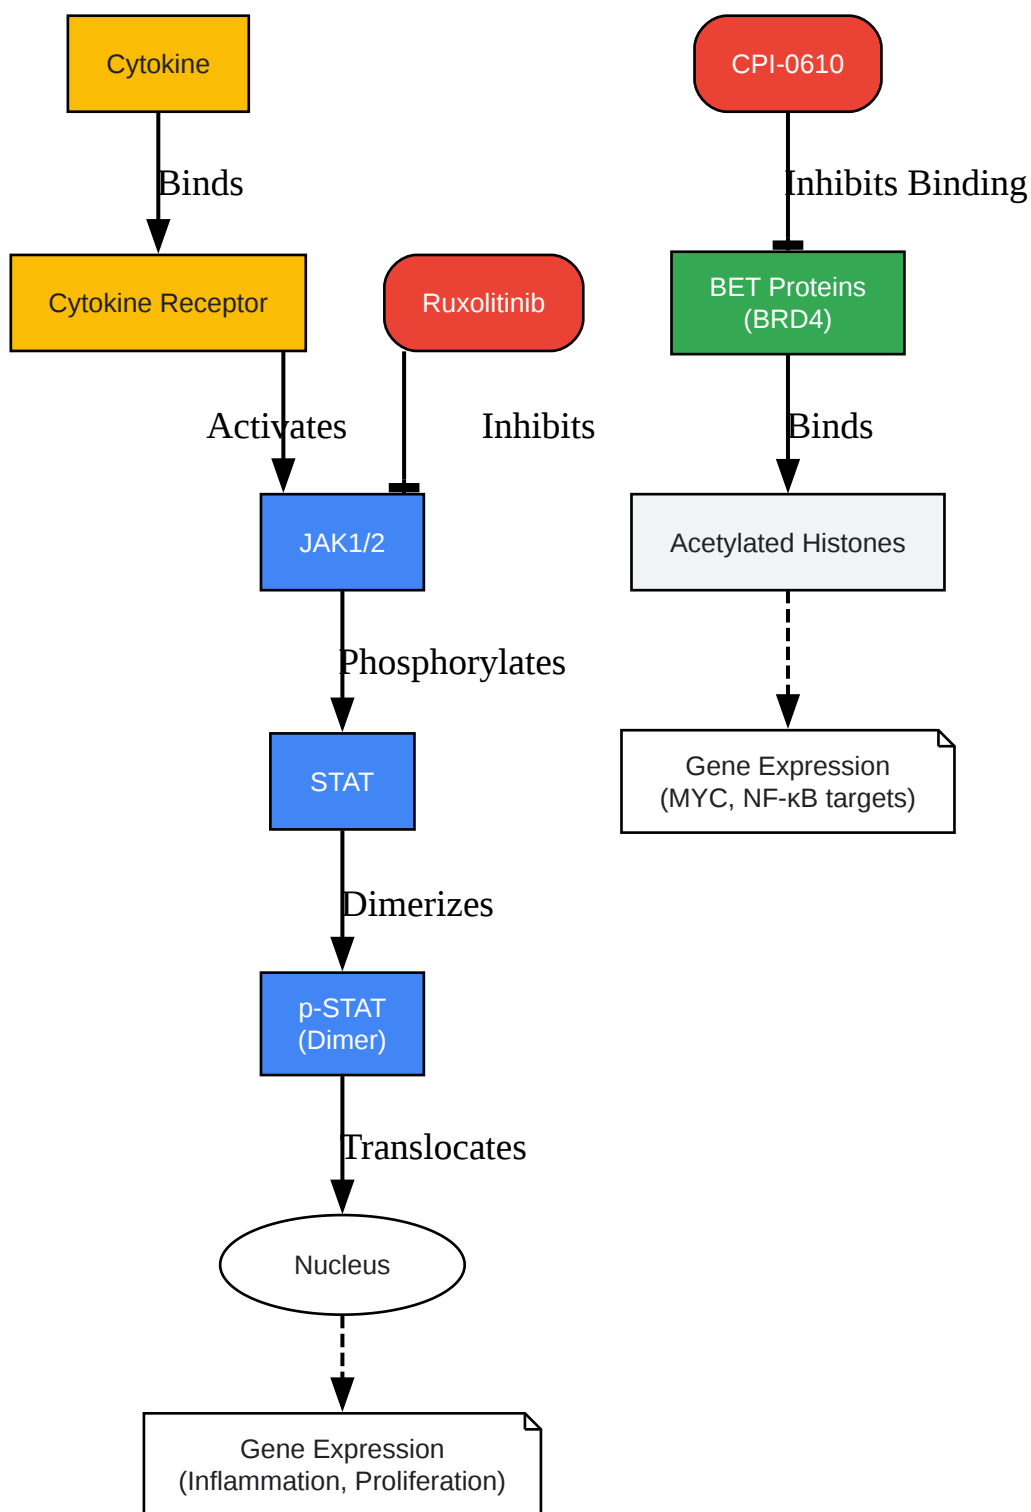 Cytokine
CPI-0610
Binds
Inhibits Binding
Cytokine Receptor
Ruxolitinib
BET Proteins
(BRD4)
Activates
Inhibits
Binds
JAK1/2
Acetylated Histones
Phosphorylates
STAT
Gene Expression
(MYC, NF-κB targets)
Dimerizes
p-STAT
(Dimer)
Translocates
Nucleus
Gene Expression
(Inflammation, Proliferation)